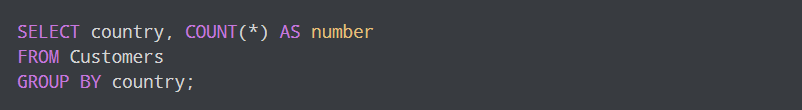 SELECT country, COUNT(*) AS number
FROM Customers
GROUP BY country;